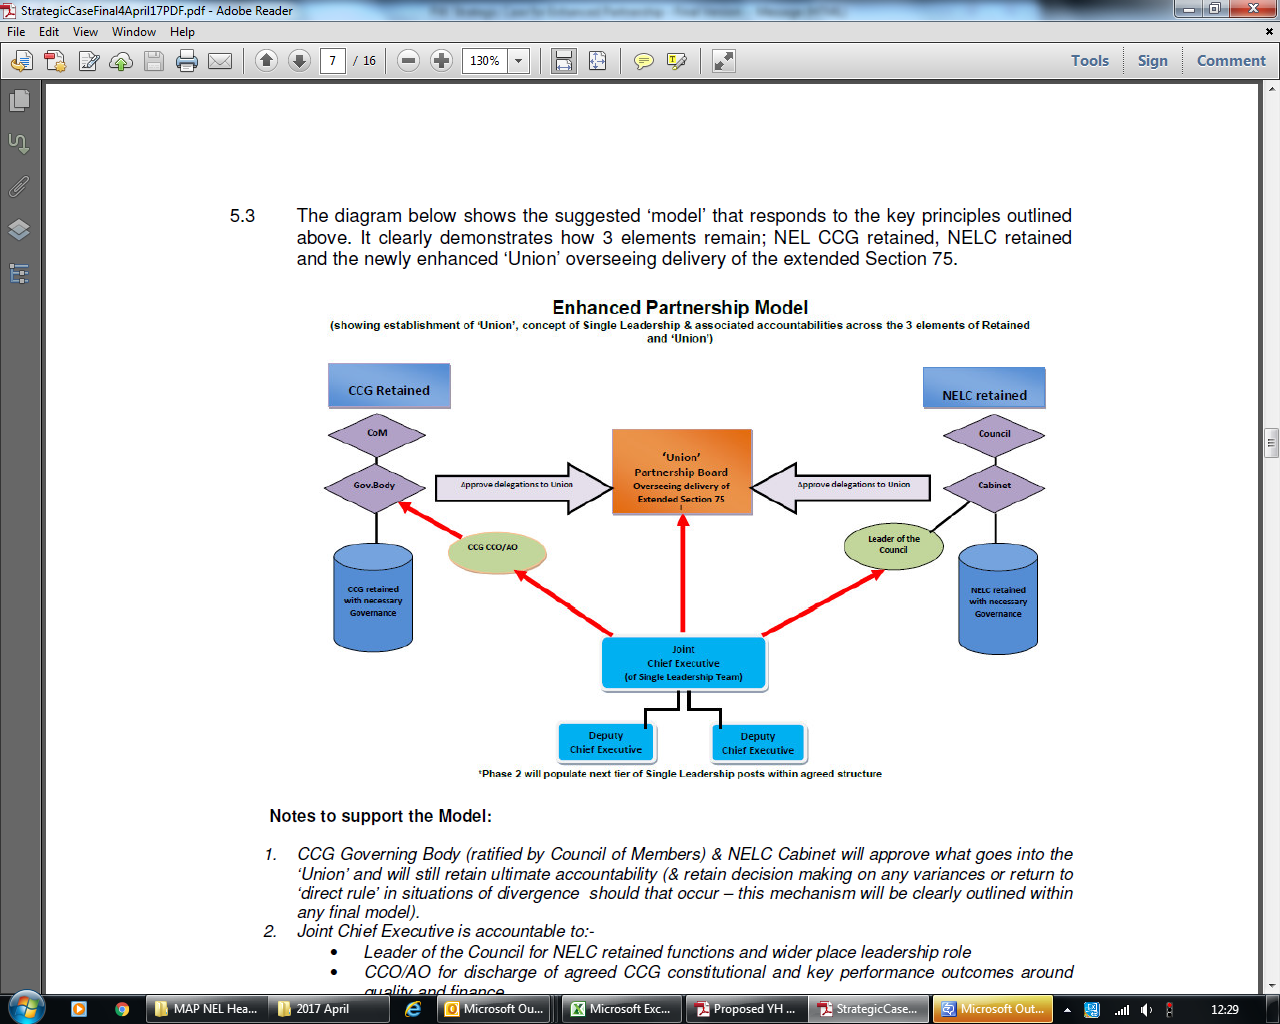 StrategicCaseFinal4April17PDF.pdf - Adobe Reader
File Edit View Window Help
7 / 16 130% Tools Sign Comment
5.3 The diagram below shows the suggested ‘model’ that responds to the key principles outlined
above. It clearly demonstrates how 3 elements remain; NEL CCG retained, NELC retained
and the newly enhanced ‘Union’ overseeing delivery of the extended Section 75.
Enhanced Partnership Model
(showing establishment of ‘Union’, concept of Single Leadership & associated accountabilities across the 3 elements of Retained
and ‘Union’)
CCG Retained
NELC retained
CoM
Council
‘Union’
Partnership Board
Overseeing delivery of
Extended Section 75
Gov.Body
Approve delegations to Union
Approve delegations to Union
Cabinet
CCG CCO/AO
Leader of the
Council
CCG retained
with necessary
Governance
NELC retained
with necessary
Governance
Joint
Chief Executive
(of Single Leadership Team)
Deputy
Chief Executive
Deputy
Chief Executive
*Phase 2 will populate next tier of Single Leadership posts within agreed structure
Notes to support the Model:
1. CCG Governing Body (ratified by Council of Members) & NELC Cabinet will approve what goes into the
‘Union’ and will still retain ultimate accountability (& retain decision making on any variances or return to
‘direct rule’ in situations of divergence should that occur – this mechanism will be clearly outlined within
any final model).
2. Joint Chief Executive is accountable to:-
• Leader of the Council for NELC retained functions and wider place leadership role
• CCO/AO for discharge of agreed CCG constitutional and key performance outcomes around
quality and finance
MAP NEL Hea... 2017 April Microsoft Ou... Microsoft Exc... Proposed YH ... StrategicCase... Microsoft Out... 12:29